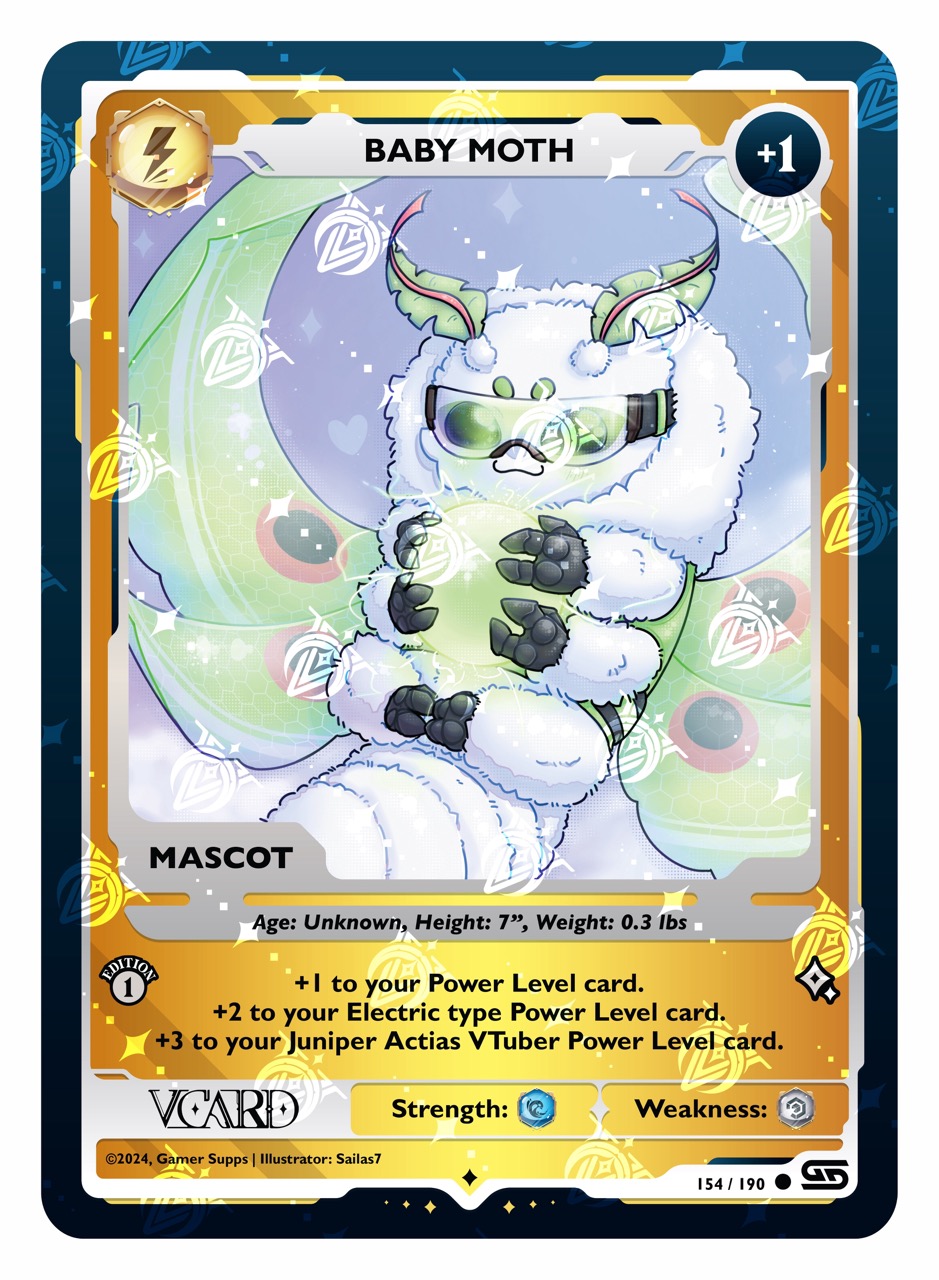 BABY MOTH
+1
MASCOT
Age: Unknown, Height: 7”, Weight: 0.3 lbs
EDITION
1
+1 to your Power Level card.
+2 to your Electric type Power Level card.
+3 to your Juniper Actias VTuber Power Level card.
VCARD
Strength:
Weakness:
©2024, Gamer Supps | Illustrator: Sailas7
154 / 190
GS